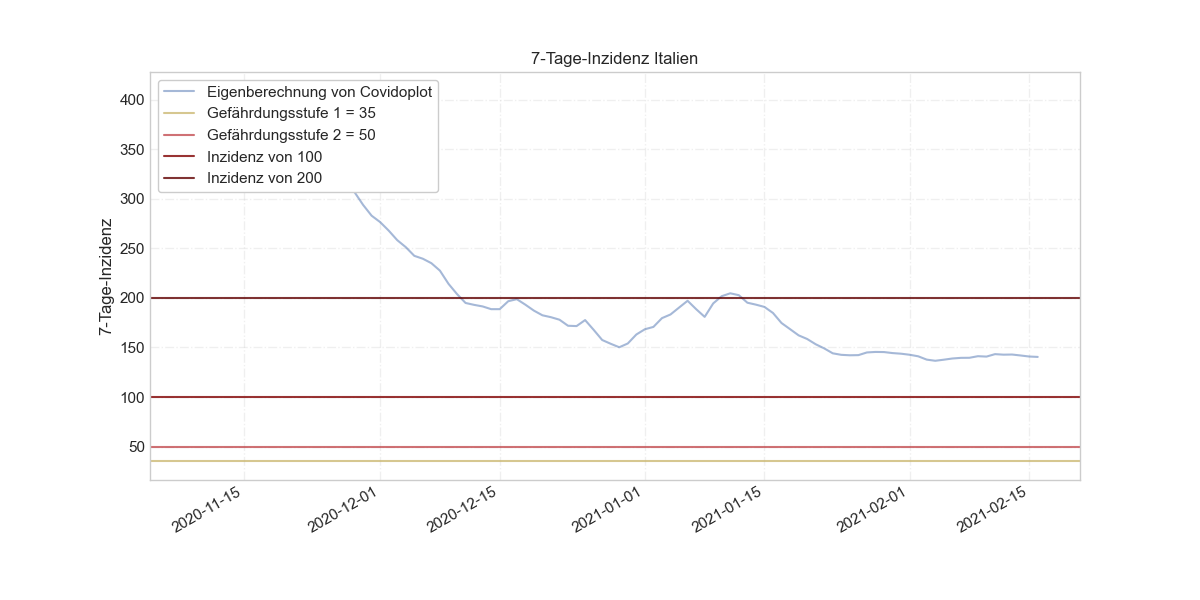 7-Tage-Inzidenz Italien
Eigenberechnung von Covidoplot
Gefährdungsstufe 1 = 35
Gefährdungsstufe 2 = 50
Inzidenz von 100
Inzidenz von 200
7-Tage-Inzidenz
400
350
300
250
200
150
100
50
2020-11-15
2020-12-01
2020-12-15
2021-01-01
2021-01-15
2021-02-01
2021-02-15